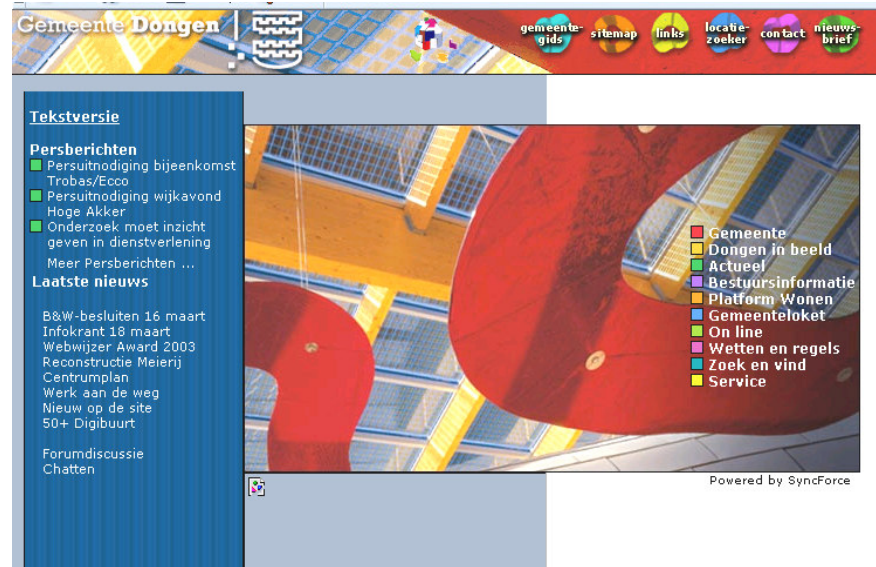 Gemeente Dongen
gemeente-
gids
sitemap
links
locatie-
zoeker
contact
nieuws-
brief
Tekstversie
Persberichten
Persuitnodiging bijeenkomst
Trobas/Ecco
Persuitnodiging wijkavond
Hoge Akker
Onderzoek moet inzicht
geven in dienstverlening
Meer Persberichten ...
Laatste nieuws
B&W-besluiten 16 maart
Infokrant 18 maart
Webwijzer Award 2003
Reconstructie Meierij
Centrumplan
Werk aan de weg
Nieuw op de site
50+ Digibuurt
Forumdiscussie
Chatten
Gemeente
Dongen in beeld
Actueel
Bestuursinformatie
Platform Wonen
Gemeenteloket
On line
Wetten en regels
Zoek en vind
Service
Powered by SyncForce